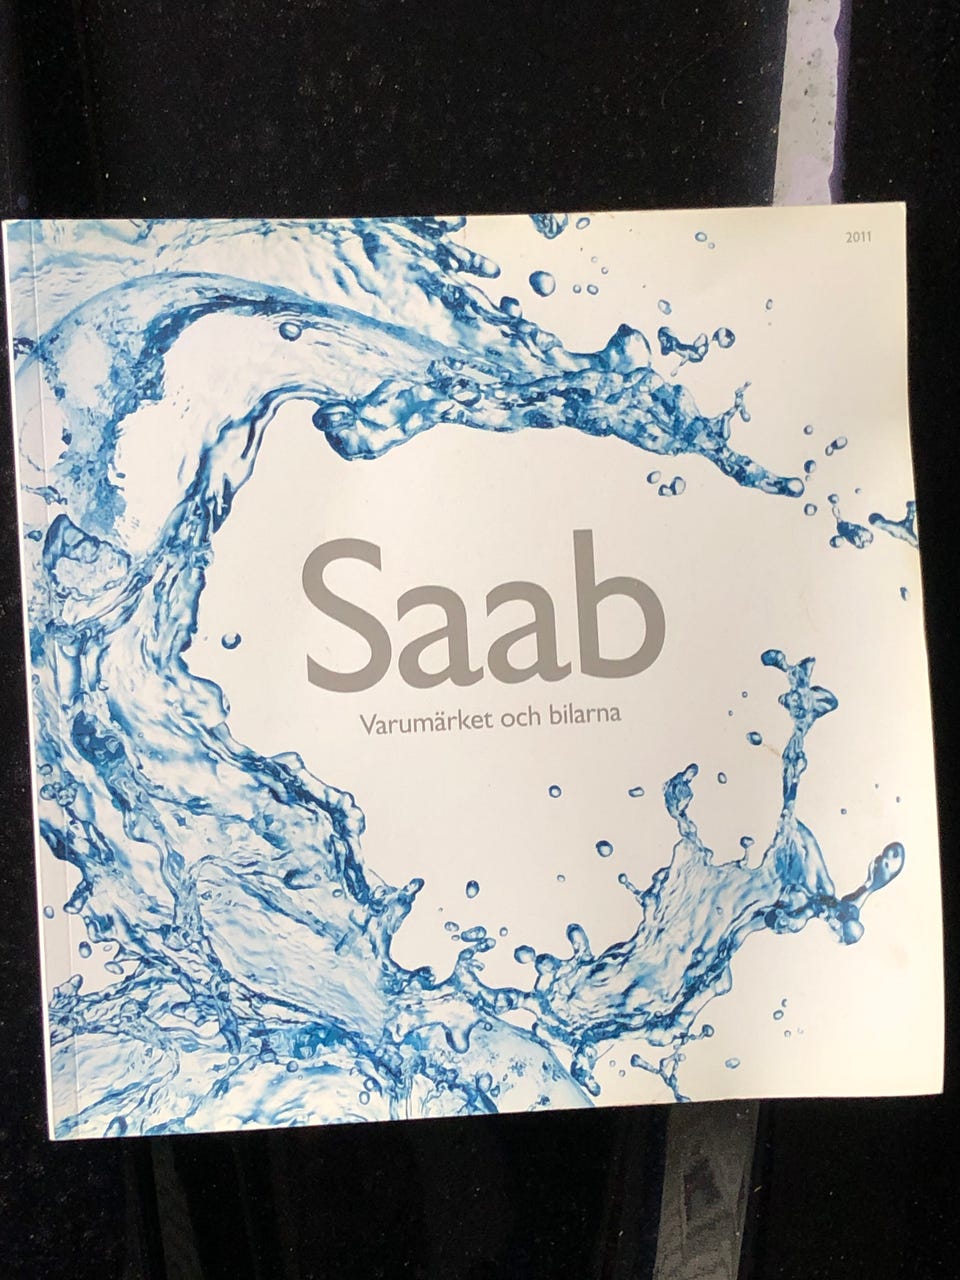 2011
Saab
Varumärket och bilarna